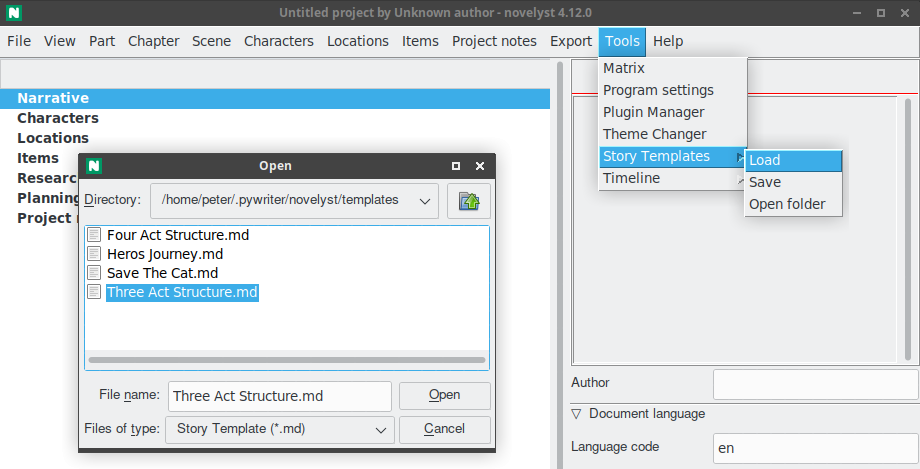 Untitled project by Unknown author - novelyst 4.12.0
File View Part Chapter Scene Characters Locations Items Project notes Export Tools Help
Matrix
Program settings
Plugin Manager
Theme Changer
Story Templates
Timeline
Load
Save
Open folder
Narrative
Characters
Locations
Items
Researc
Planning
Project
Open
Directory: /home/peter/.pywriter/novelyst/templates
Four Act Structure.md
Heros Journey.md
Save The Cat.md
Three Act Structure.md
File name: Three Act Structure.md Open
Files of type: Story Template (*.md) Cancel
Author
Document language
Language code en